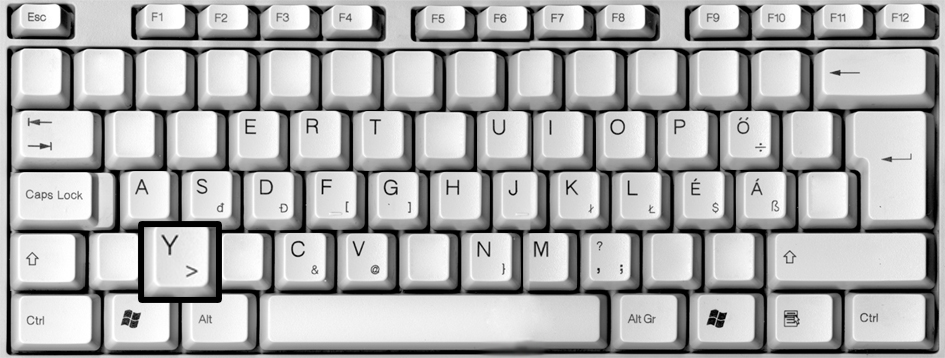 Esc F1 F2 F3 F4 F5 F6 F7 F8 F9 F10 F11 F12
←
E R T U I O P Ő ÷
Caps Lock A S đ D Đ F [ G ] H J K ł L Ł É $ Á ß
Y > C & V @ N } M ? , ;
Ctrl Alt Alt Gr Ctrl